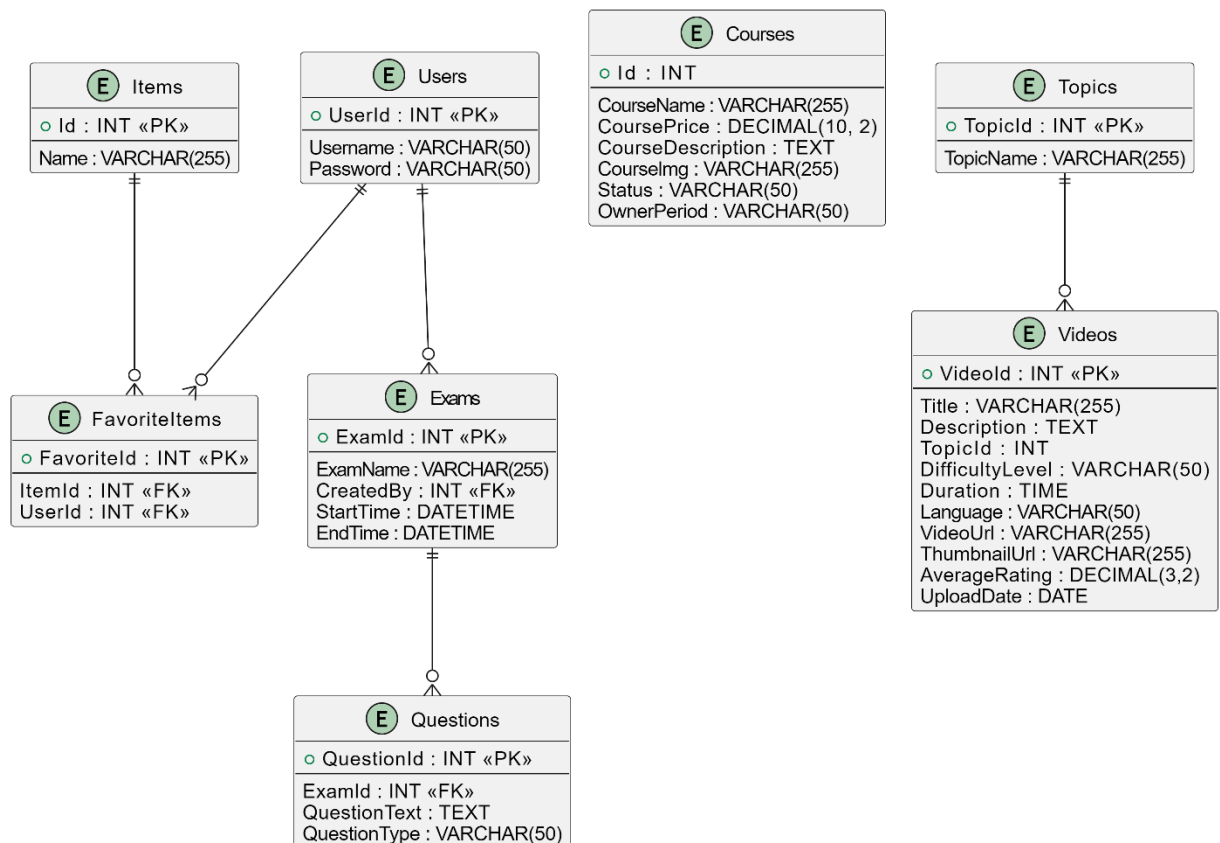 E Items
Id : INT «PK»
Name : VARCHAR(255)
E Users
UserId : INT «PK»
Username : VARCHAR(50)
Password : VARCHAR(50)
E Courses
Id : INT
CourseName : VARCHAR(255)
CoursePrice : DECIMAL(10, 2)
CourseDescription : TEXT
CourseImg : VARCHAR(255)
Status : VARCHAR(50)
OwnerPeriod : VARCHAR(50)
E Topics
TopicId : INT «PK»
TopicName : VARCHAR(255)
E FavoriteItems
FavoriteId : INT «PK»
ItemId : INT «FK»
UserId : INT «FK»
E Exams
ExamId : INT «PK»
ExamName : VARCHAR(255)
CreatedBy : INT «FK»
StartTime : DATETIME
EndTime : DATETIME
E Videos
VideoId : INT «PK»
Title : VARCHAR(255)
Description : TEXT
TopicId : INT
DifficultyLevel : VARCHAR(50)
Duration : TIME
Language : VARCHAR(50)
VideoUrl : VARCHAR(255)
ThumbnailUrl : VARCHAR(255)
AverageRating : DECIMAL(3,2)
UploadDate : DATE
E Questions
QuestionId : INT «PK»
ExamId : INT «FK»
QuestionText : TEXT
QuestionType : VARCHAR(50)